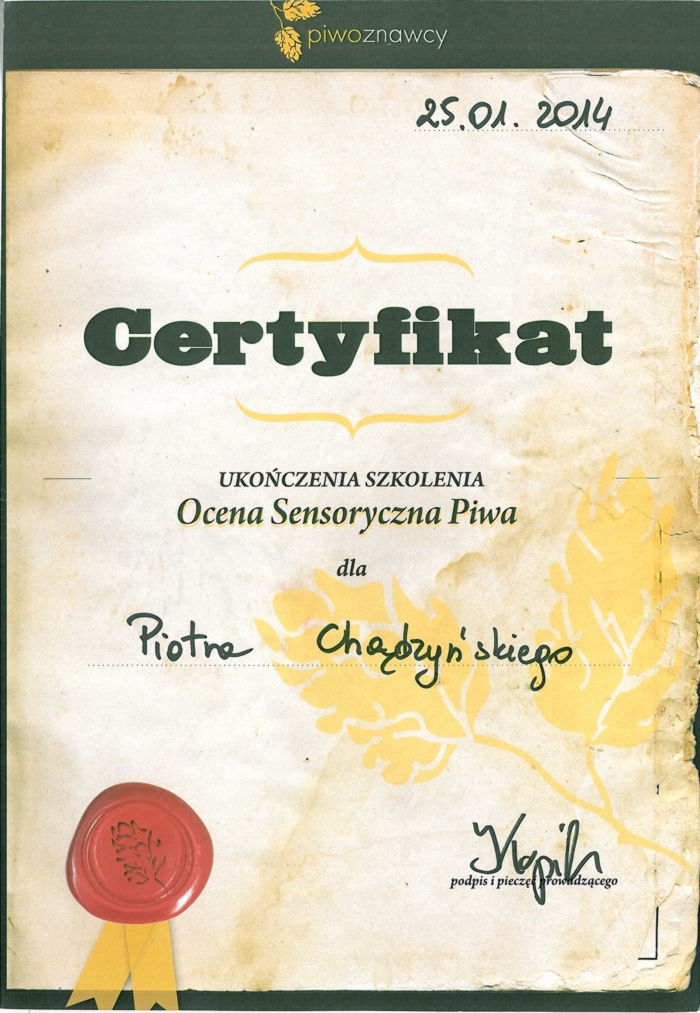 piwoznawcy
25.01.2014
Certyfikat
UKOŃCZENIA SZKOLENIA
Ocena Sensoryczna Piwa
dla
Piotra Chądzyńskiego
podpis i pieczęć prowadzącego